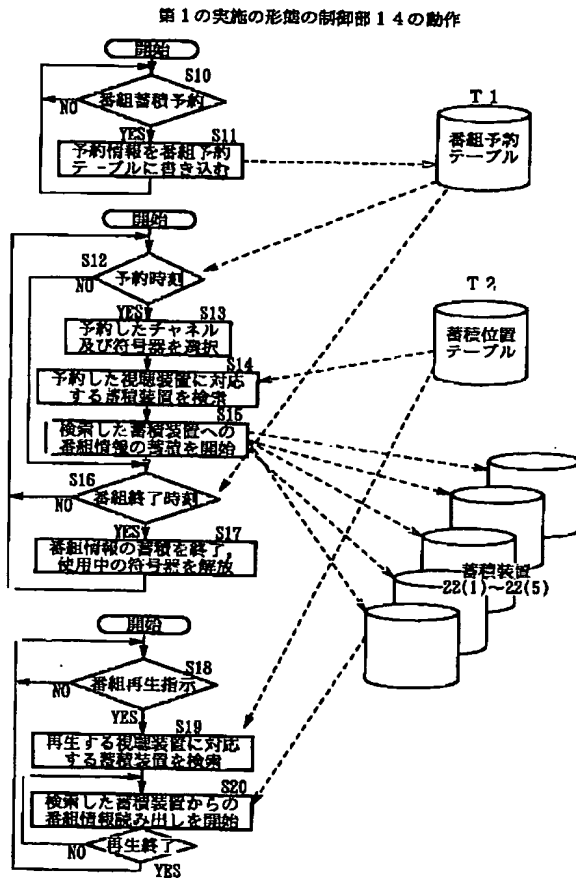 第1の実施の形態の制御部14の動作
開始
S10
番組蓄積予約
NO
YES
S11
予約情報を番組予約
テーブルに書き込む
T1
番組予約
テーブル
開始
S12
予約時刻
NO
YES
S13
予約したチャネル
及び符号器を選択
S14
予約した視聴装置に対応
する蓄積装置を検索
T2
蓄積位置
テーブル
S15
検索した蓄積装置への
番組情報の蓄積を開始
S16
番組終了時刻
NO
YES
S17
番組情報の蓄積を終了,
使用中の符号器を解放
蓄積装置
22(1)~22(5)
開始
S18
番組再生指示
NO
YES
S19
再生する視聴装置に対応
する蓄積装置を検索
S20
検索した蓄積装置からの
番組情報読み出しを開始
再生終了
NO
YES